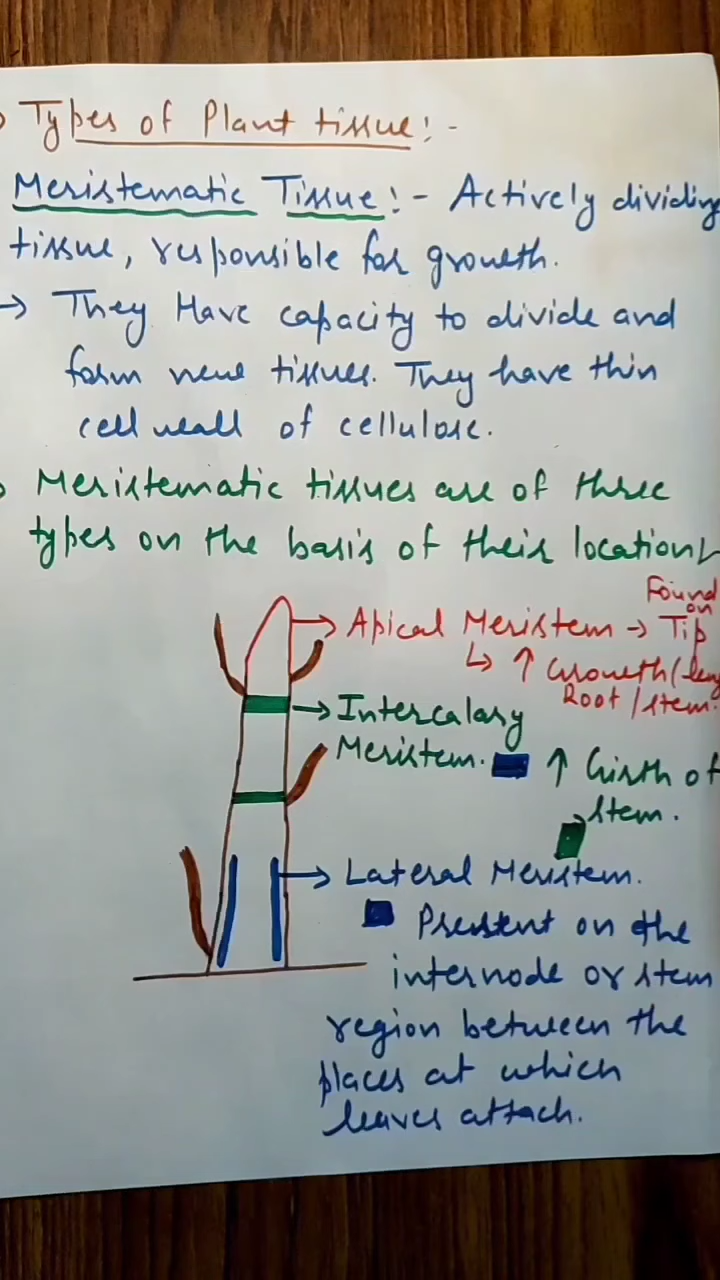 Types of Plant tissue:-
Meristematic Tissue:- Actively dividing
tissue, responsible for growth.
→ They Have capacity to divide and
form new tissues. They have thin
cell wall of cellulose.
Meristematic tissues are of three
types on the basis of their location
Found
on
→ Apical Meristem → Tip
↳ ↑ Growth/
Root/stem.
→ Intercalary
Meristem. ↑ Girth of
stem.
→ Lateral Meristem.
Present on the
internode or stem
region between the
places at which
leaves attach.